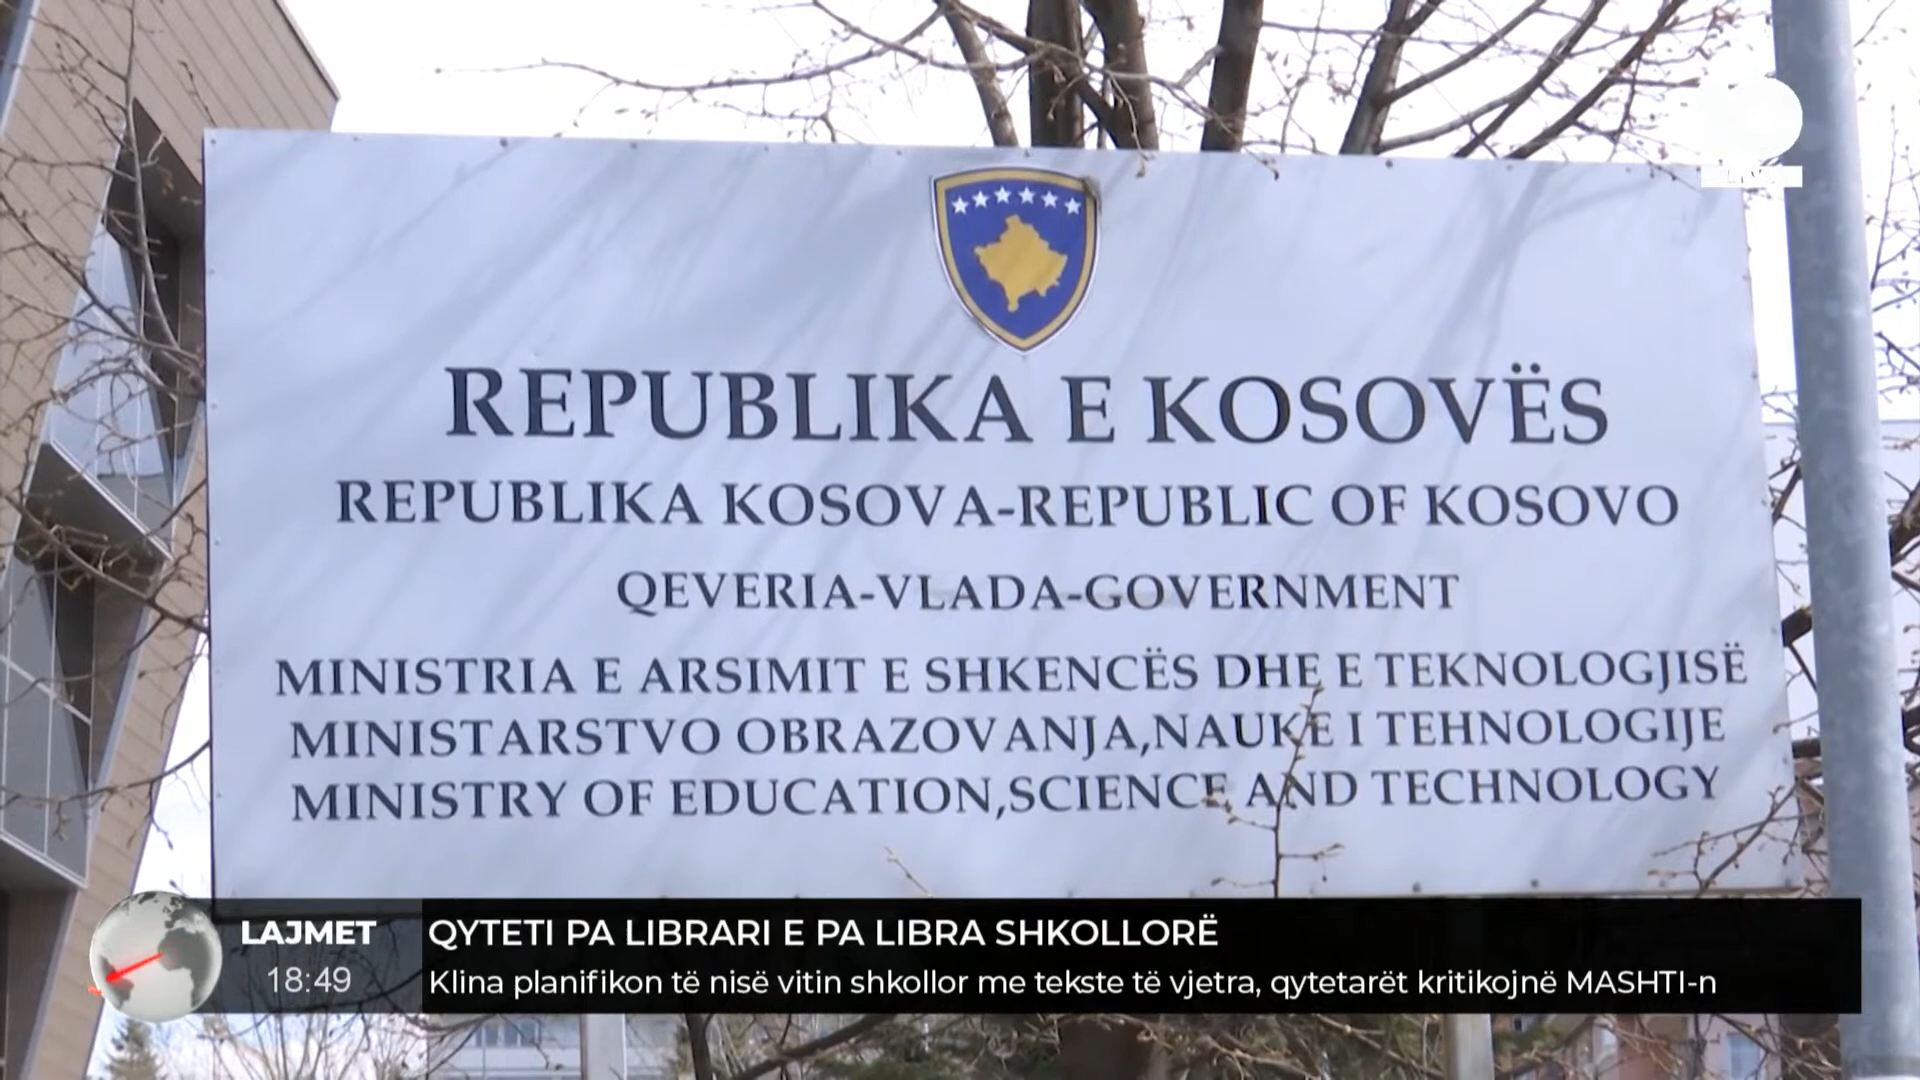 REPUBLIKA E KOSOVËS
REPUBLIKA KOSOVA-REPUBLIC OF KOSOVO
QEVERIA-VLADA-GOVERNMENT
MINISTRIA E ARSIMIT E SHKENCËS DHE E TEKNOLOGJISË
MINISTARSTVO OBRAZOVANJA,NAUKE I TEHNOLOGIJE
MINISTRY OF EDUCATION,SCIENCE AND TECHNOLOGY
LAJMET
18:49
QYTETI PA LIBRARI E PA LIBRA SHKOLLORË
Klina planifikon të nisë vitin shkollor me tekste të vjetra, qytetarët kritikojnë MASHTI-n